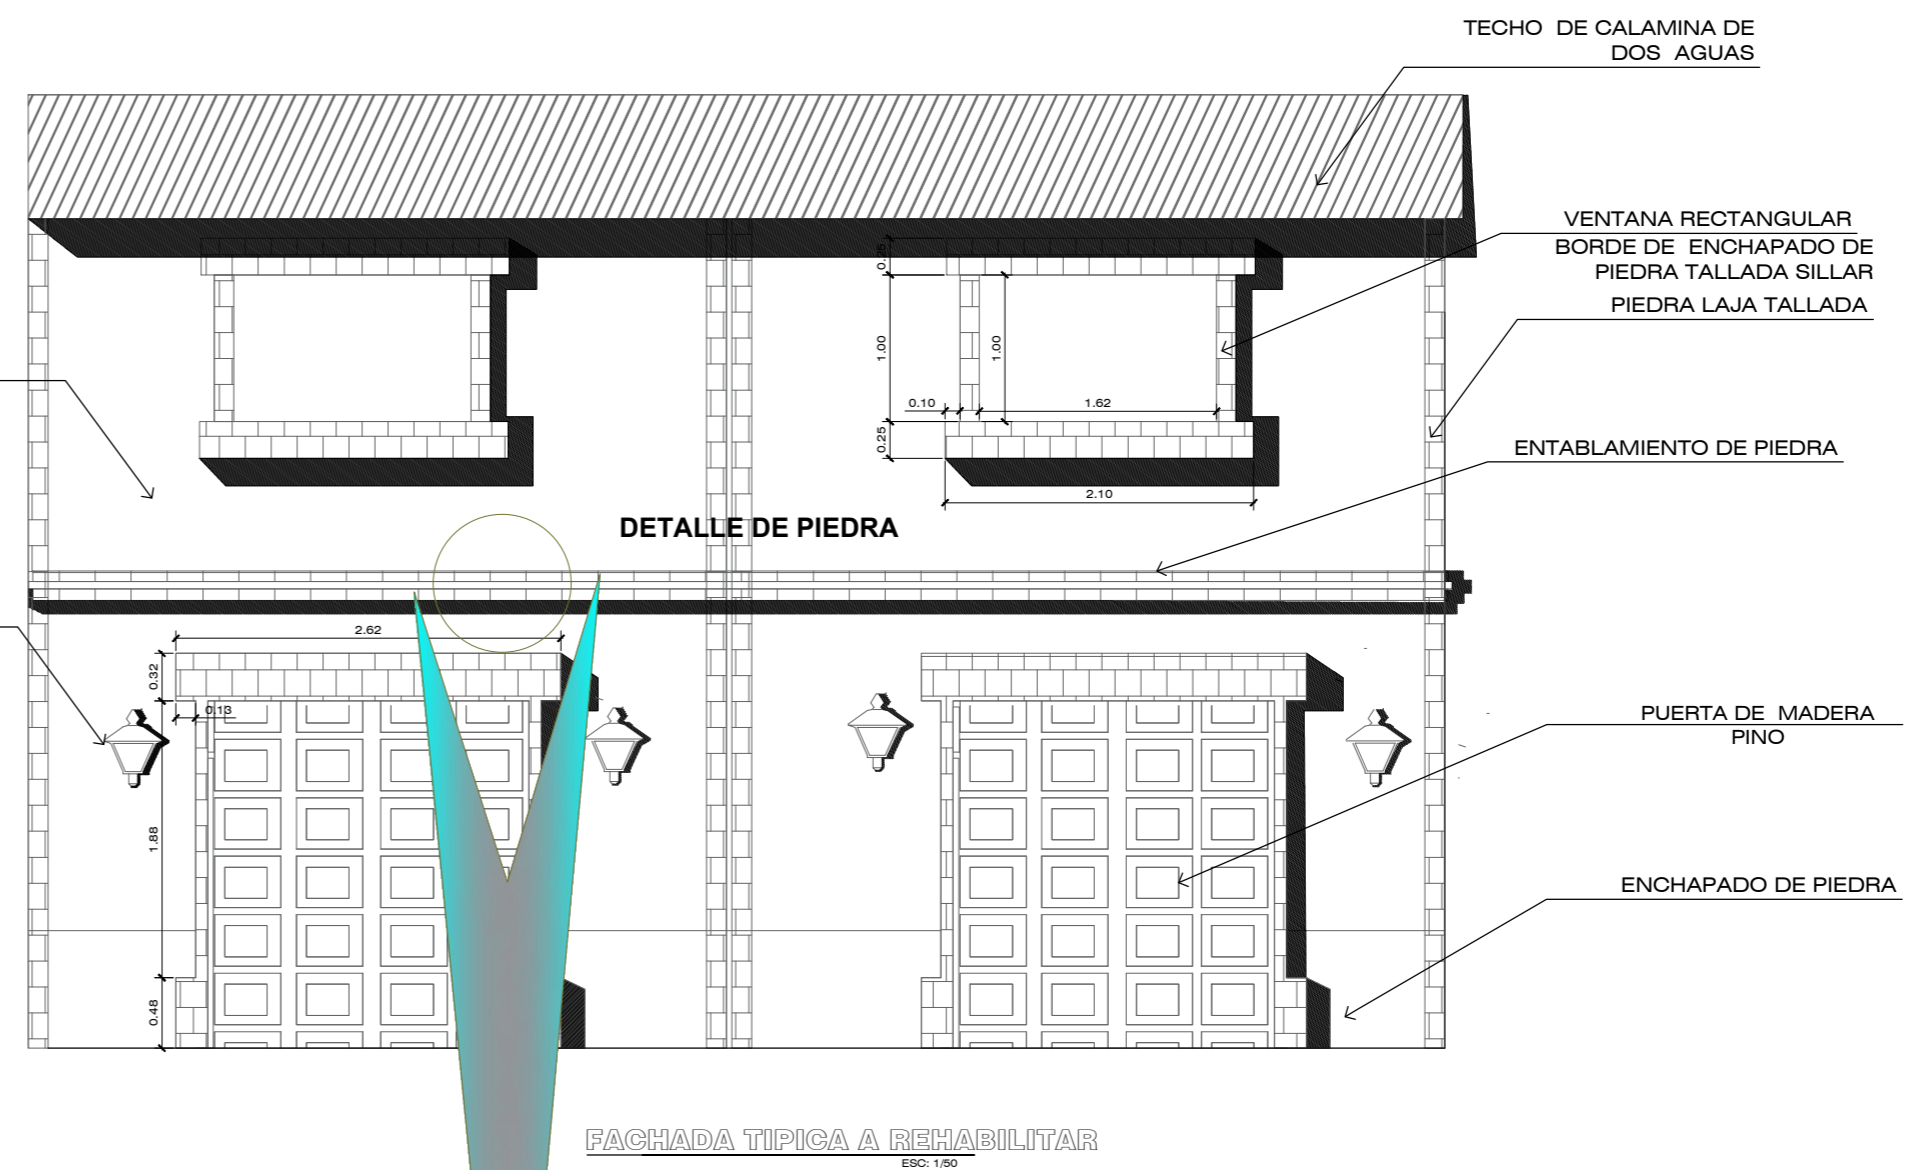 TECHO DE CALAMINA DE
DOS AGUAS
VENTANA RECTANGULAR
BORDE DE ENCHAPADO DE
PIEDRA TALLADA SILLAR
PIEDRA LAJA TALLADA
0.25
1.00
1.00
0.10
1.62
0.25
ENTABLAMIENTO DE PIEDRA
2.10
DETALLE DE PIEDRA
2.62
0.32
0.13
PUERTA DE MADERA
PINO
1.88
ENCHAPADO DE PIEDRA
0.48
FACHADA TIPICA A REHABILITAR
ESC: 1/50